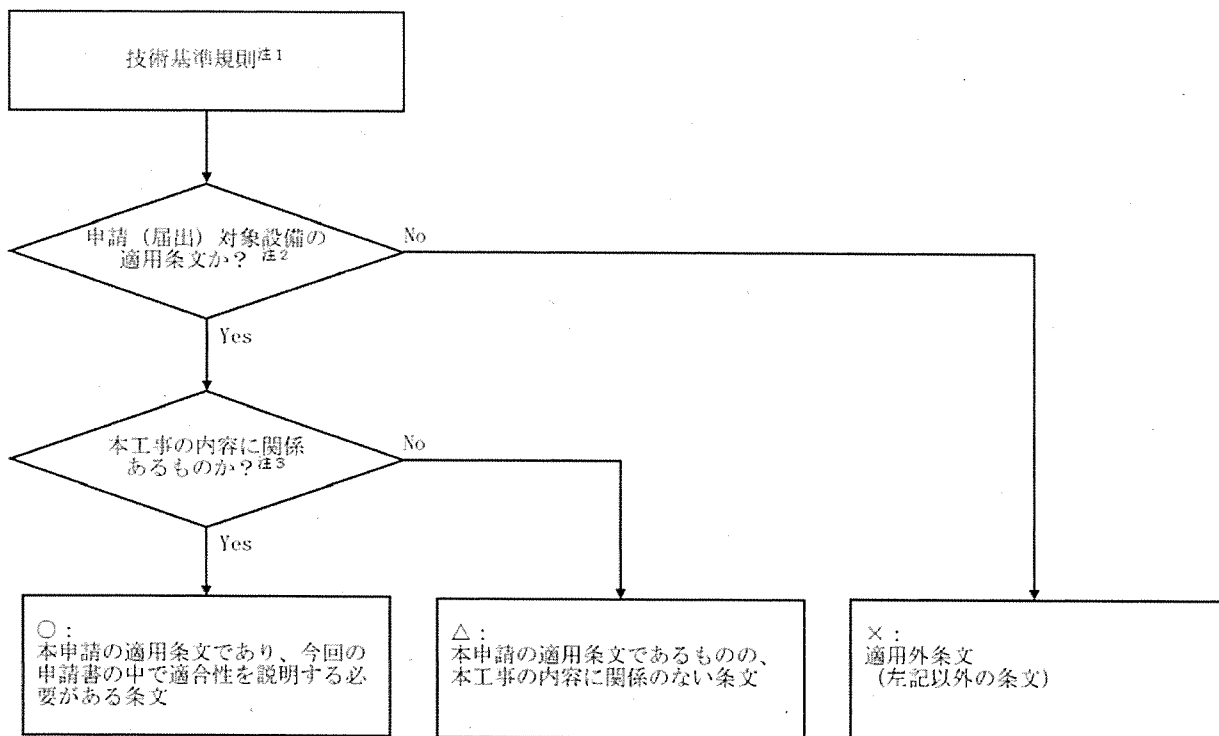 技術基準規則注1
申請（届出）対象設備の
適用条文か？注2
No
Yes
本工事の内容に関係
あるものか？注3
No
Yes
○：
本申請の適用条文であり、今回の
申請書の中で適合性を説明する必
要がある条文
△：
本申請の適用条文であるものの、
本工事の内容に関係のない条文
×：
適用外条文
（左記以外の条文）